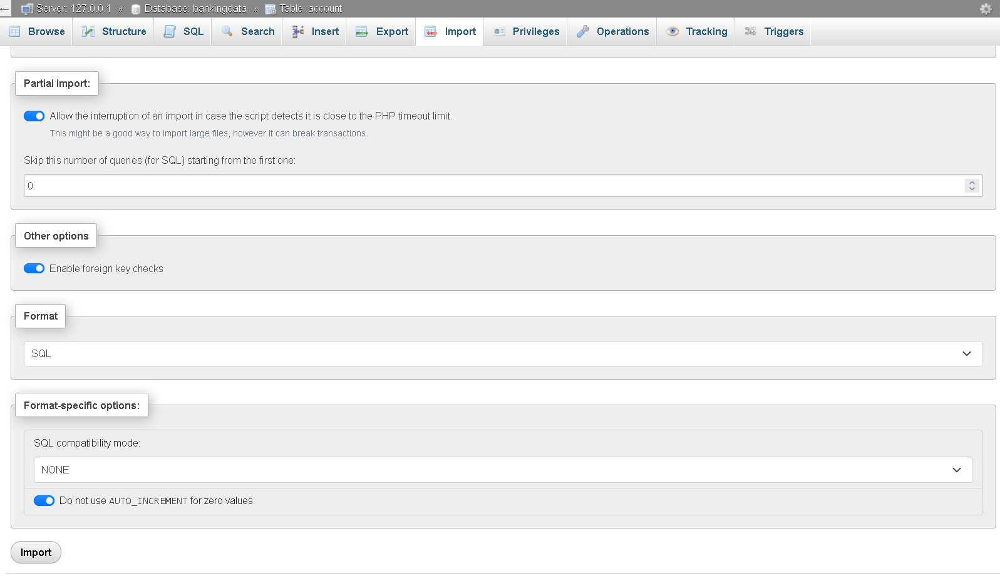 ← Server: 127.0.0.1 » Database: bankingdata » Table: account
Browse Structure SQL Search Insert Export Import Privileges Operations Tracking Triggers
Partial import:
Allow the interruption of an import in case the script detects it is close to the PHP timeout limit.
This might be a good way to import large files, however it can break transactions.
Skip this number of queries (for SQL) starting from the first one:
0
Other options
Enable foreign key checks
Format
SQL
Format-specific options:
SQL compatibility mode:
NONE
Do not use AUTO_INCREMENT for zero values
Import